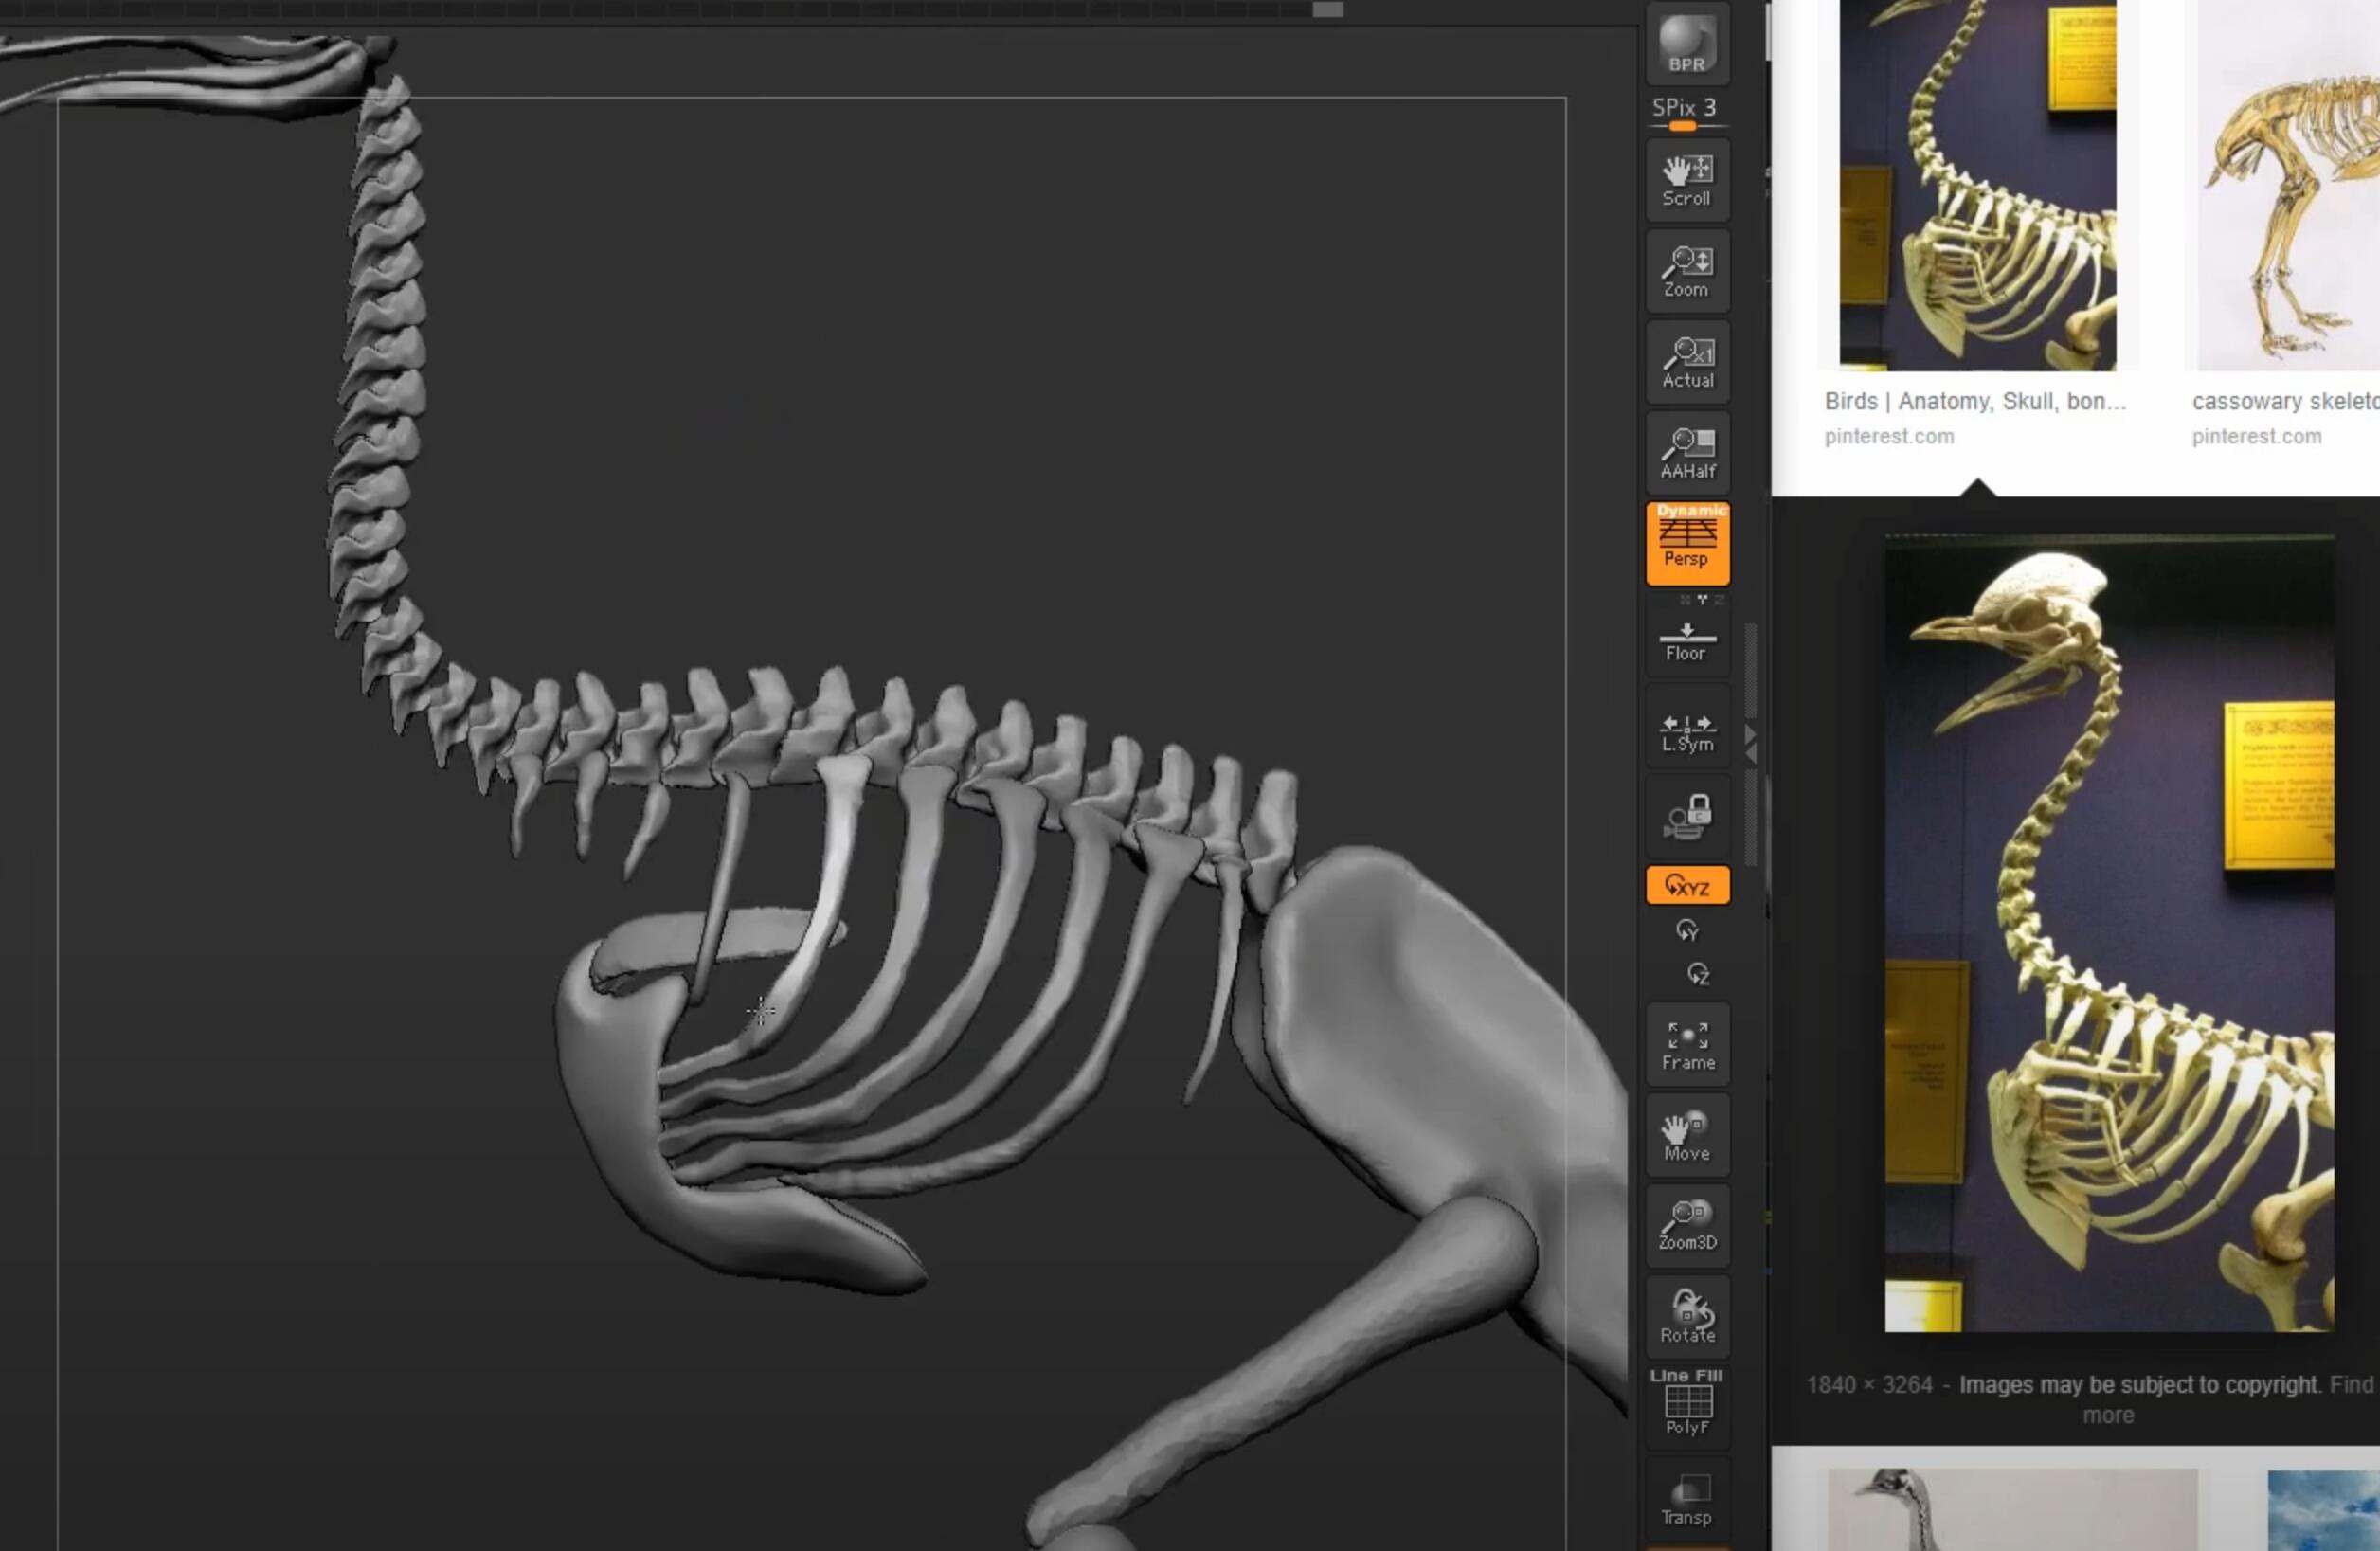 BPR
SPix 3
Scroll
Zoom
Actual
AAHalf
Dynamic
Persp
Floor
L.Sym
XYZ
Y
Z
Frame
Move
Zoom3D
Rotate
Line Fill
PolyF
Transp
Birds | Anatomy, Skull, bon...
pinterest.com
cassowary skeleto
pinterest.com
1840 × 3264 - Images may be subject to copyright. Find
more